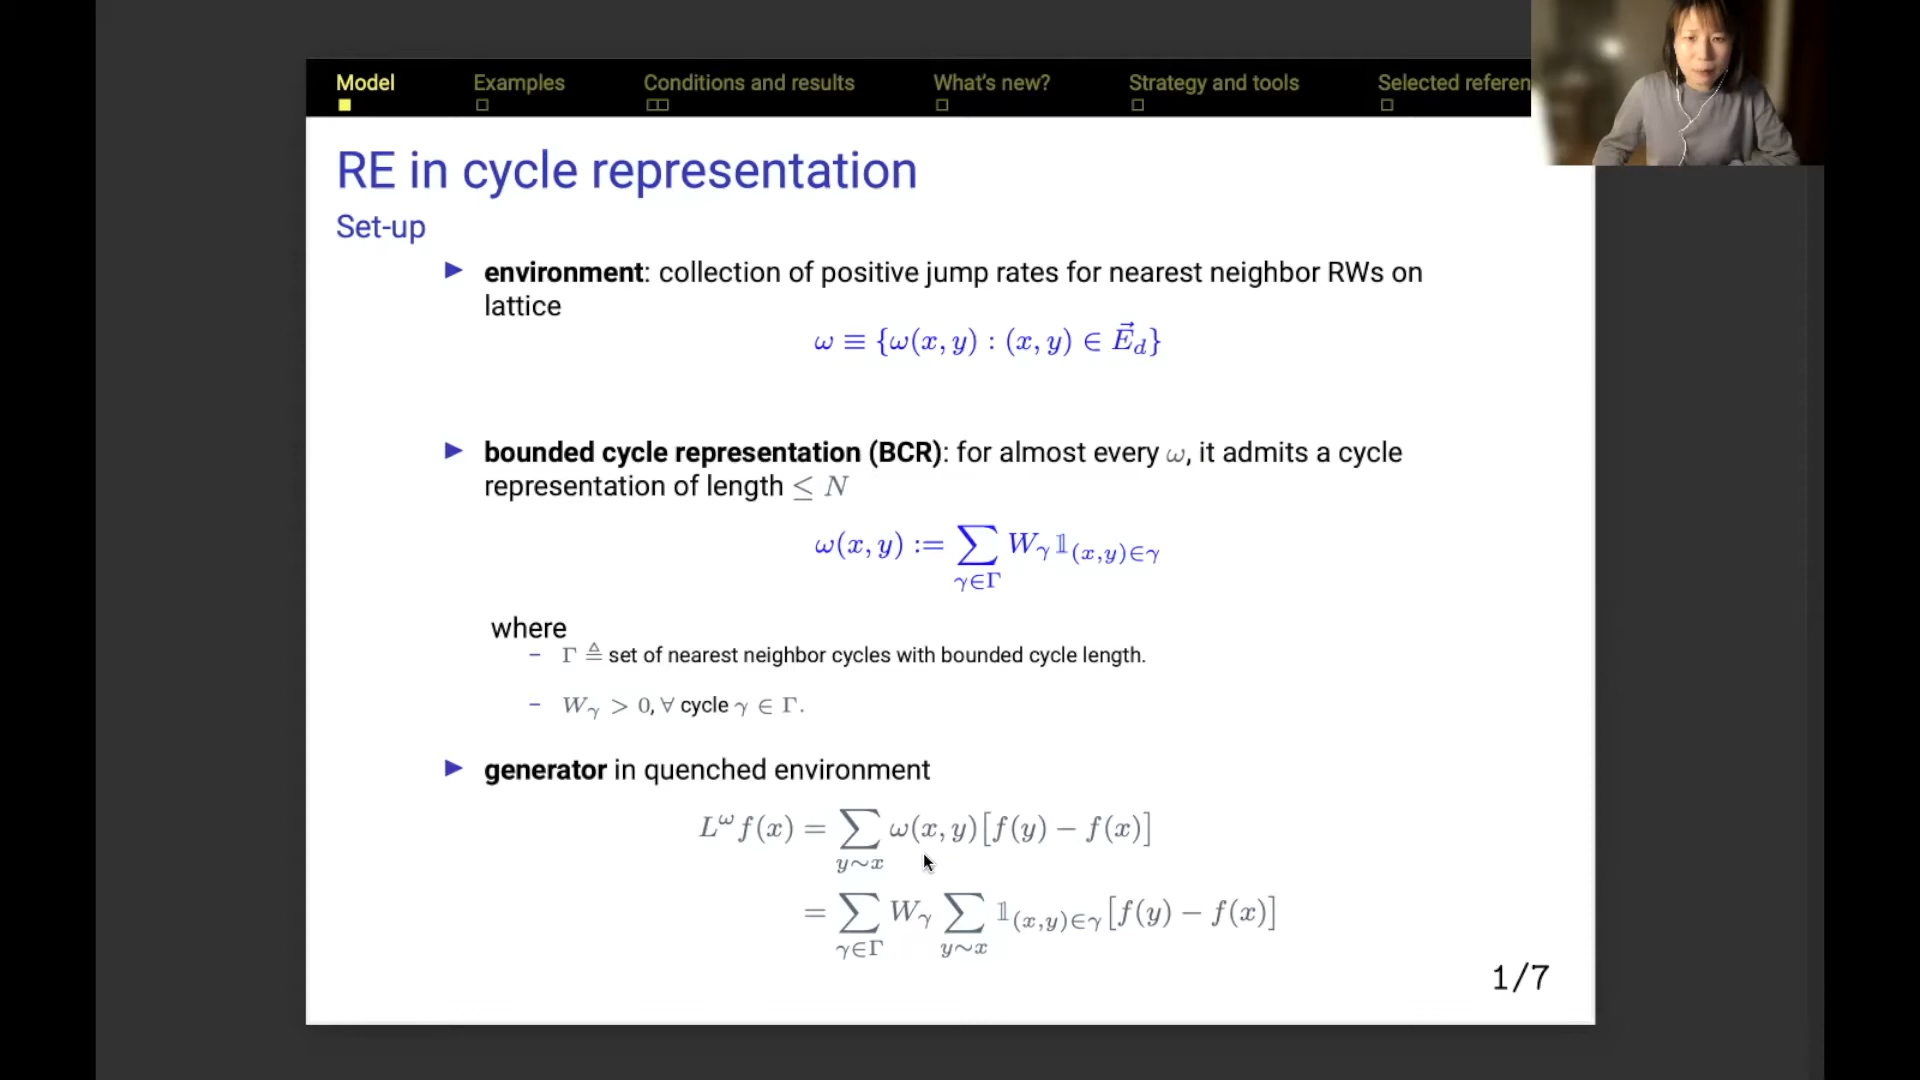 Model Examples Conditions and results What's new? Strategy and tools Selected referen
RE in cycle representation
Set-up
▶ environment: collection of positive jump rates for nearest neighbor RWs on
lattice
ω ≡ {ω(x, y) : (x, y) ∈ E⃗_d}
▶ bounded cycle representation (BCR): for almost every ω, it admits a cycle
representation of length ≤ N
ω(x, y) := ∑_{γ∈Γ} W_γ 𝟙_{(x,y)∈γ}
where
– Γ ≜ set of nearest neighbor cycles with bounded cycle length.
– W_γ > 0, ∀ cycle γ ∈ Γ.
▶ generator in quenched environment
L^ω f(x) = ∑_{y∼x} ω(x, y)[f(y) − f(x)]
= ∑_{γ∈Γ} W_γ ∑_{y∼x} 𝟙_{(x,y)∈γ}[f(y) − f(x)]
1/7